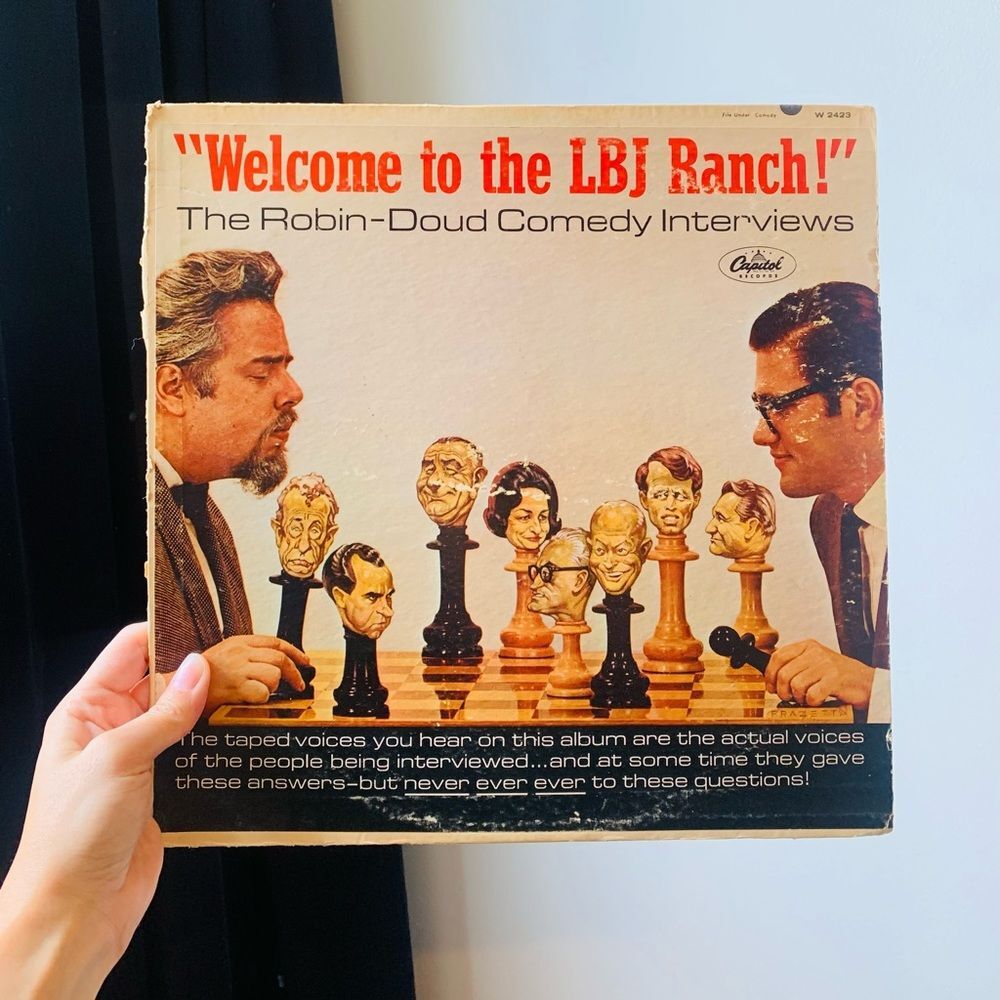 File Under Comedy W 2423
"Welcome to the LBJ Ranch!"
The Robin-Doud Comedy Interviews
Capitol
RECORDS
FRAZETTA
The taped voices you hear on this album are the actual voices
of the people being interviewed...and at some time they gave
these answers-but never ever ever to these questions!